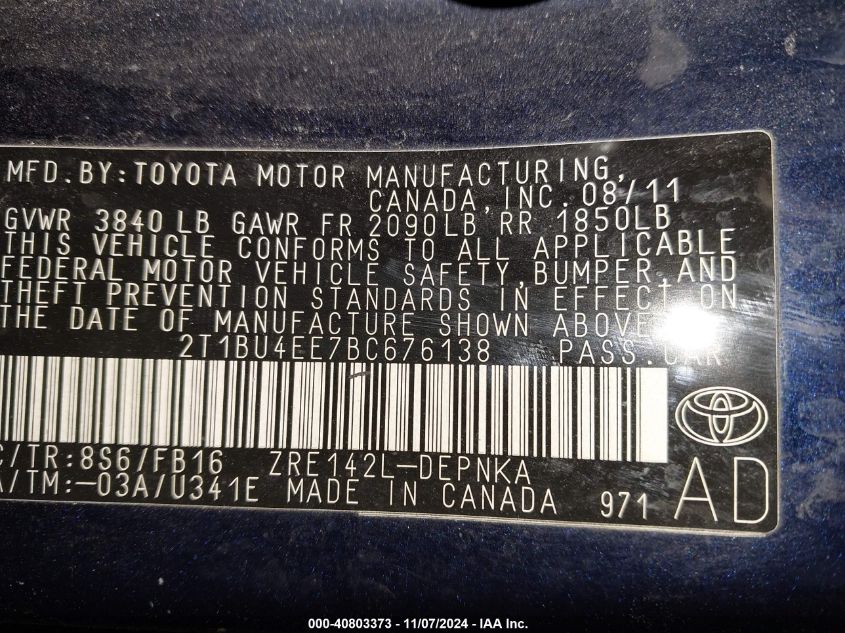 MFD.BY:TOYOTA MOTOR MANUFACTURING,
CANADA,INC.08/11
GVWR 3840LB GAWR FR 2090LB RR 1850LB
THIS VEHICLE CONFORMS TO ALL APPLICABLE
FEDERAL MOTOR VEHICLE SAFETY,BUMPER,AND
THEFT PREVENTION STANDARDS IN EFFECT ON
THE DATE OF MANUFACTURE SHOWN ABOVE.
2T1BU4EE7BC676138 PASS.CAR
C/TR:8S6/FB16 ZRE142L-DEPNKA
A/TM:-03A/U341E MADE IN CANADA 971
AD
000-40803373 - 11/07/2024 - IAA Inc.